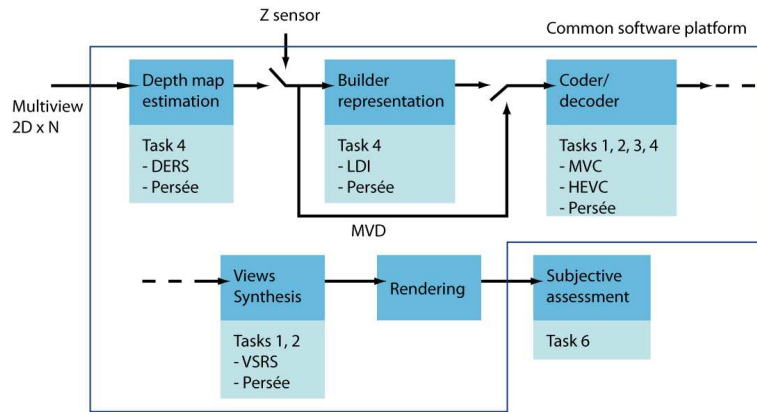 Z sensor
Common software platform
Multiview
2D x N
Depth map
estimation
Task 4
- DERS
- Persée
Builder
representation
Task 4
- LDI
- Persée
Coder/
decoder
Tasks 1, 2, 3, 4
- MVC
- HEVC
- Persée
MVD
Views
Synthesis
Tasks 1, 2
- VSRS
- Persée
Rendering
Subjective
assessment
Task 6